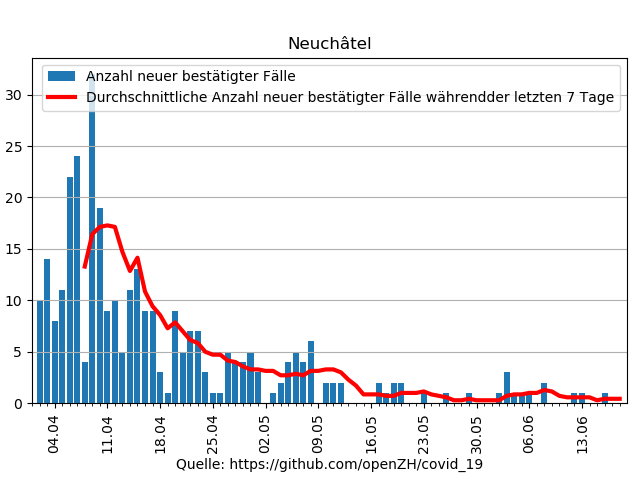 Neuchâtel
Anzahl neuer bestätigter Fälle
Durchschnittliche Anzahl neuer bestätigter Fälle währendder letzten 7 Tage
30
25
20
15
10
5
0
04.04 11.04 18.04 25.04 02.05 09.05 16.05 23.05 30.05 06.06 13.06
Quelle: https://github.com/openZH/covid_19